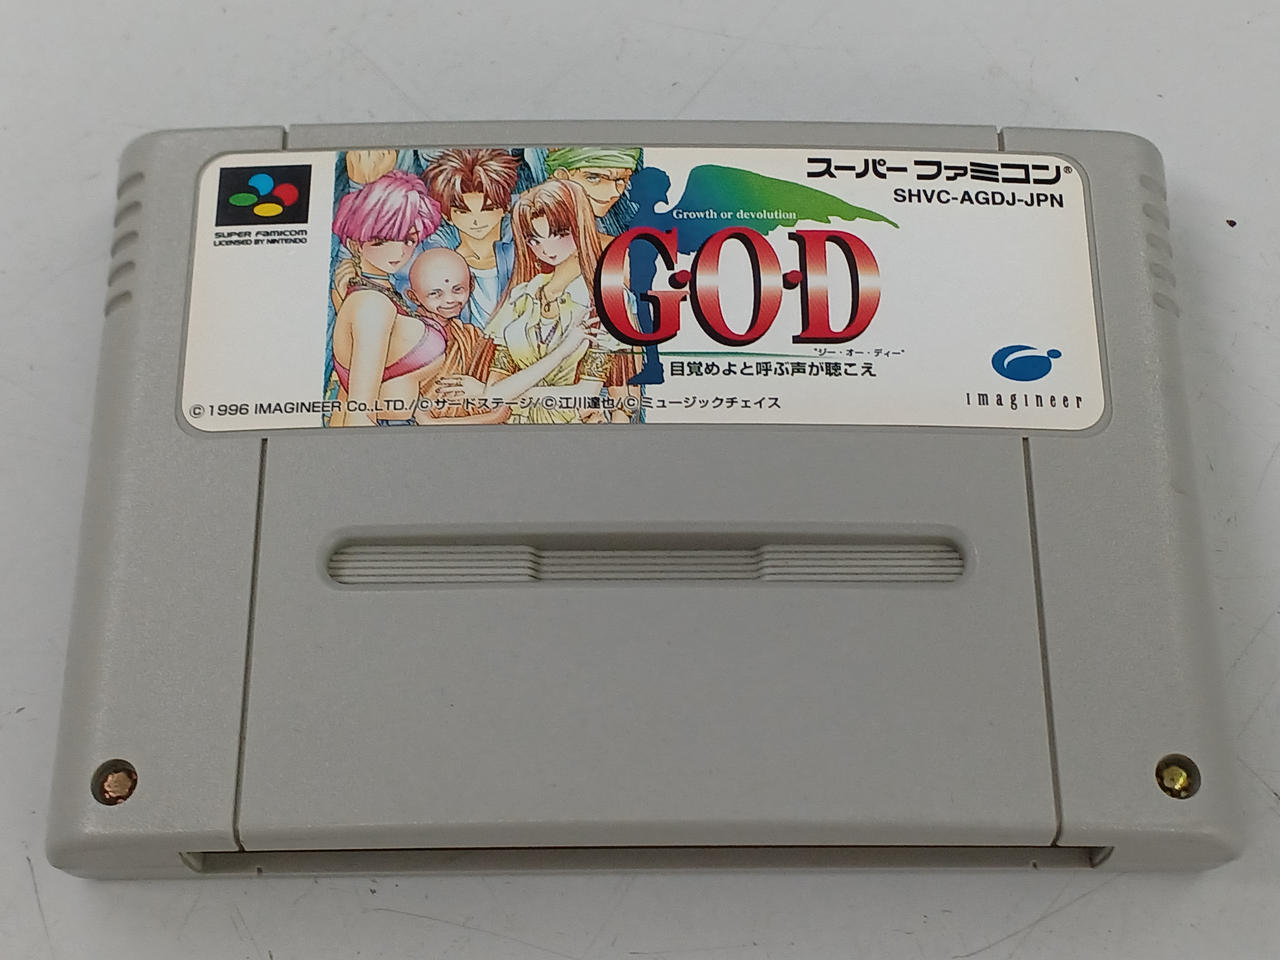 SUPER FAMICOM
LICENSED BY NINTENDO
スーパーファミコン®
SHVC-AGDJ-JPN
Growth or devolution
G・O・D
"ジー・オー・ディー"
目覚めよと呼ぶ声が聴こえ
imagineer
©1996 IMAGINEER Co.,LTD./©サードステージ/©江川達也/©ミュージックチェイス